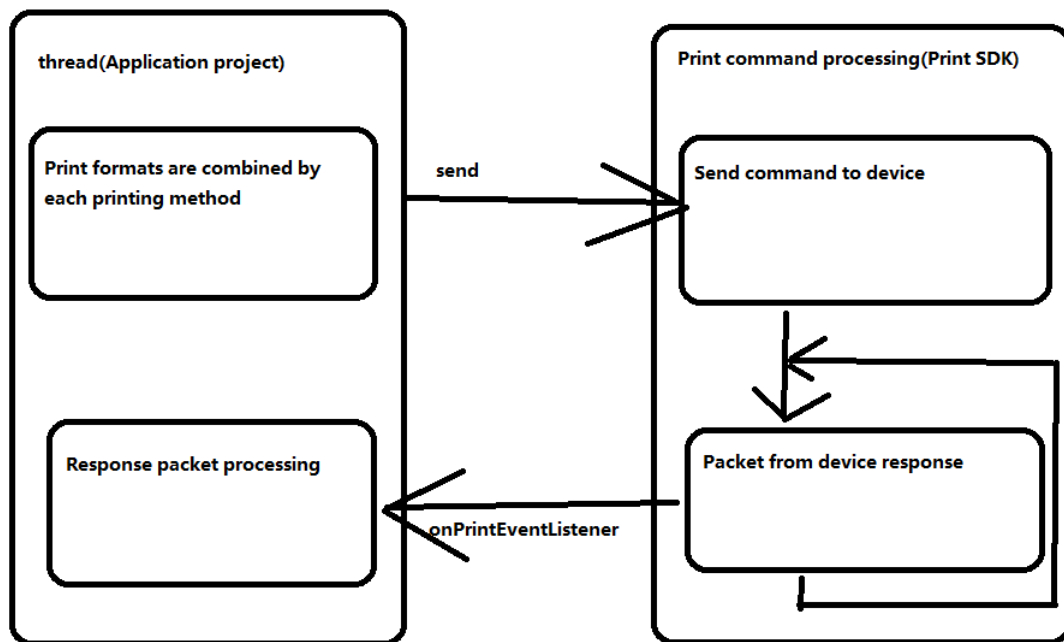 thread(Application project)
Print formats are combined by
each printing method
send
Print command processing(Print SDK)
Send command to device
Response packet processing
onPrintEventListener
Packet from device response